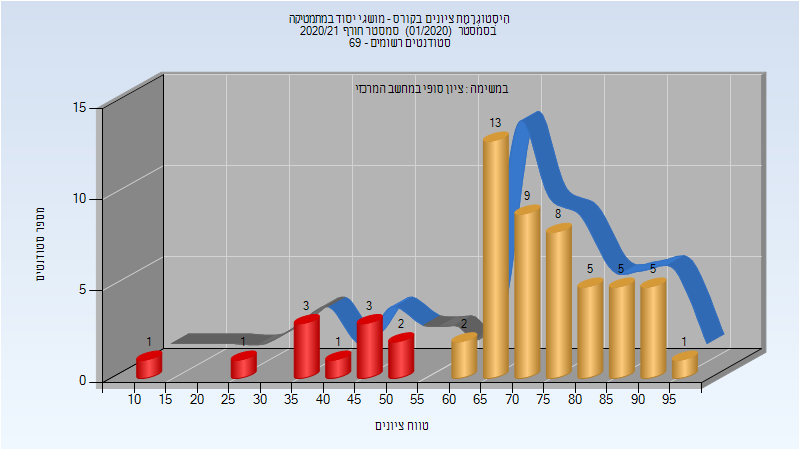 היסטוגרמת ציונים בקורס - מושגי יסוד במתמטיקה
בסמסטר (01/2020) סמסטר חורף 2020/21
סטודנטים רשומים - 69
במשימה : ציון סופי במחשב המרכזי
מספר סטודנטים
15
10
5
0
1
1
3
1
3
2
2
13
9
8
5
5
5
1
10 15 20 25 30 35 40 45 50 55 60 65 70 75 80 85 90 95
טווח ציונים